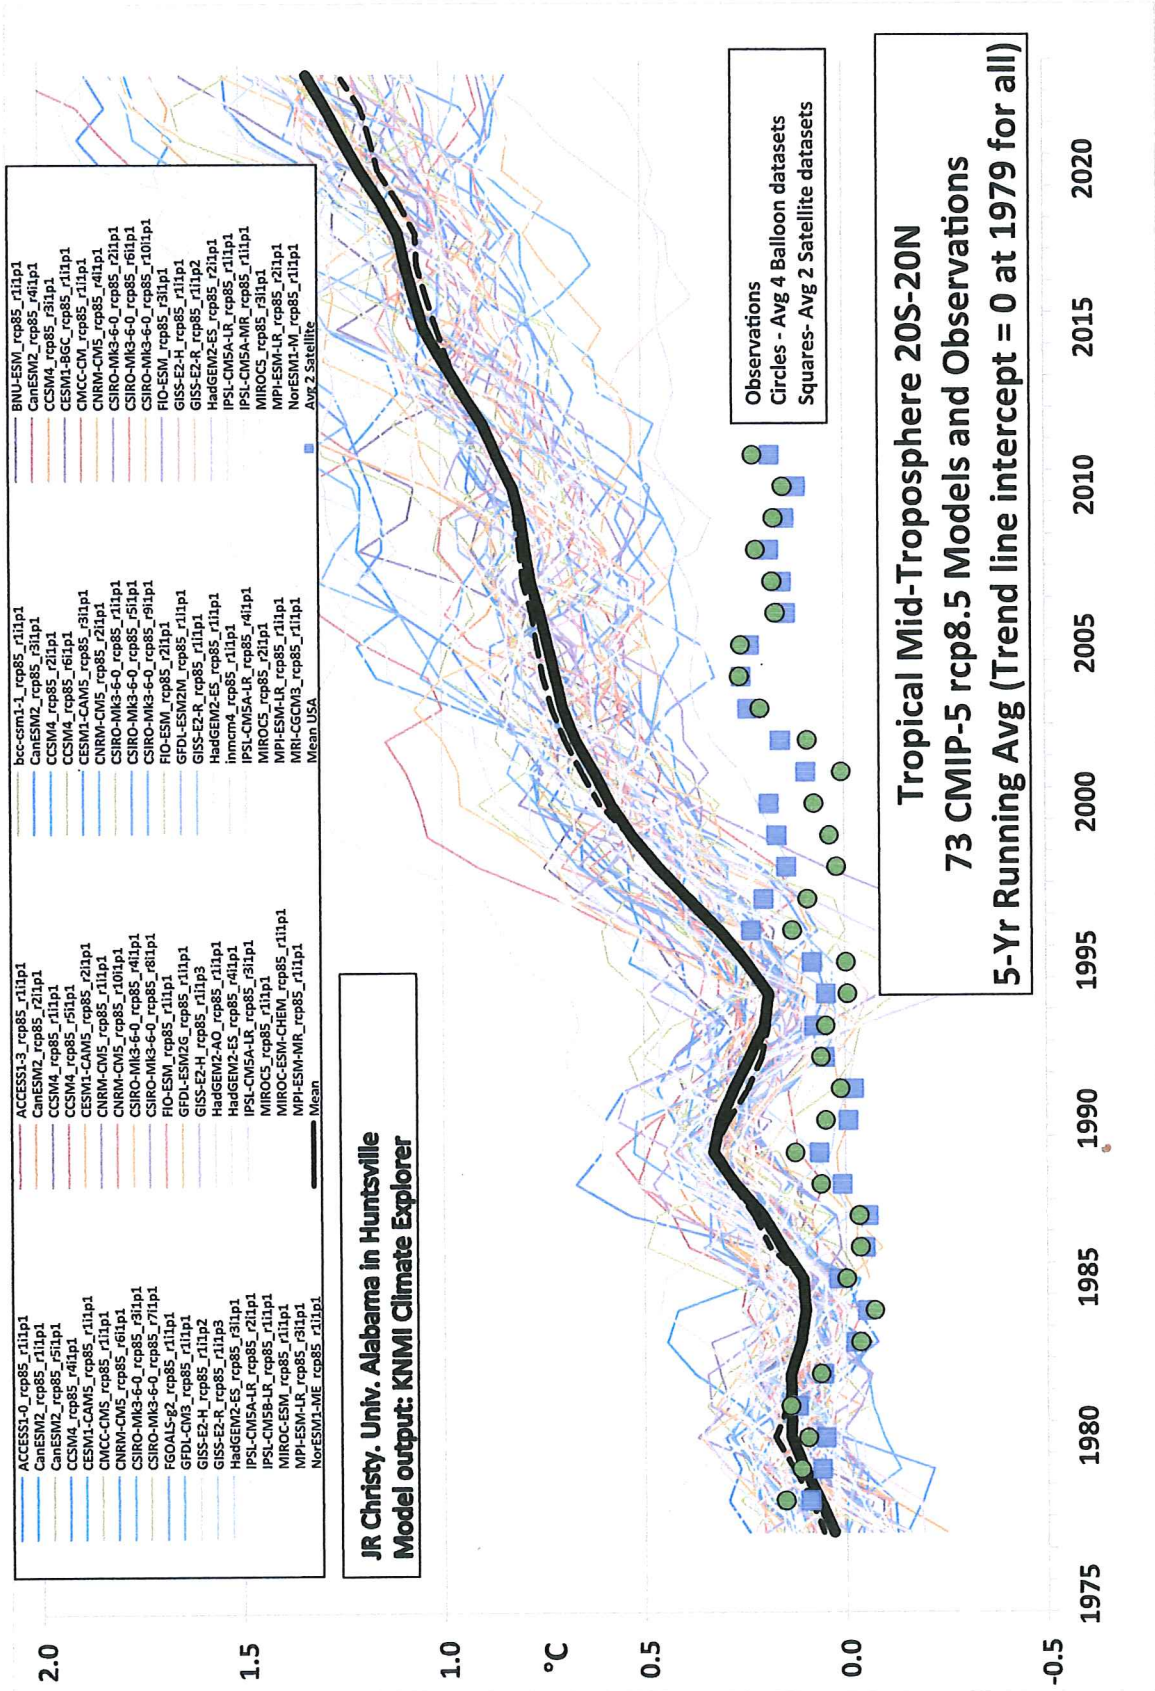 ACCESS1-0_rcp85_r1i1p1 ACCESS1-3_rcp85_r1i1p1 bcc-csm1-1_rcp85_r1i1p1 BNU-ESM_rcp85_r1i1p1
CanESM2_rcp85_r1i1p1 CanESM2_rcp85_r2i1p1 CanESM2_rcp85_r3i1p1 CanESM2_rcp85_r4i1p1
CanESM2_rcp85_r5i1p1 CCSM4_rcp85_r1i1p1 CCSM4_rcp85_r2i1p1 CCSM4_rcp85_r3i1p1
CCSM4_rcp85_r4i1p1 CCSM4_rcp85_r5i1p1 CCSM4_rcp85_r6i1p1 CESM1-BGC_rcp85_r1i1p1
CESM1-CAM5_rcp85_r1i1p1 CESM1-CAM5_rcp85_r2i1p1 CESM1-CAM5_rcp85_r3i1p1 CMCC-CM_rcp85_r1i1p1
CMCC-CM5_rcp85_r1i1p1 CNRM-CM5_rcp85_r1i1p1 CNRM-CM5_rcp85_r2i1p1 CNRM-CM5_rcp85_r4i1p1
CNRM-CM5_rcp85_r6i1p1 CNRM-CM5_rcp85_r10i1p1 CSIRO-Mk3-6-0_rcp85_r1i1p1 CSIRO-Mk3-6-0_rcp85_r2i1p1
CSIRO-Mk3-6-0_rcp85_r3i1p1 CSIRO-Mk3-6-0_rcp85_r4i1p1 CSIRO-Mk3-6-0_rcp85_r5i1p1 CSIRO-Mk3-6-0_rcp85_r6i1p1
CSIRO-Mk3-6-0_rcp85_r7i1p1 CSIRO-Mk3-6-0_rcp85_r8i1p1 CSIRO-Mk3-6-0_rcp85_r9i1p1 CSIRO-Mk3-6-0_rcp85_r10i1p1
FGOALS-g2_rcp85_r1i1p1 FIO-ESM_rcp85_r1i1p1 FIO-ESM_rcp85_r2i1p1 FIO-ESM_rcp85_r3i1p1
GFDL-CM3_rcp85_r1i1p1 GFDL-ESM2G_rcp85_r1i1p1 GFDL-ESM2M_rcp85_r1i1p1 GISS-E2-H_rcp85_r1i1p1
GISS-E2-H_rcp85_r1i1p2 GISS-E2-H_rcp85_r1i1p3 GISS-E2-R_rcp85_r1i1p1 GISS-E2-R_rcp85_r1i1p2
GISS-E2-R_rcp85_r1i1p3 HadGEM2-AO_rcp85_r1i1p1 HadGEM2-ES_rcp85_r1i1p1 HadGEM2-ES_rcp85_r2i1p1
HadGEM2-ES_rcp85_r3i1p1 HadGEM2-ES_rcp85_r4i1p1 inmcm4_rcp85_r1i1p1 IPSL-CM5A-LR_rcp85_r1i1p1
IPSL-CM5A-LR_rcp85_r2i1p1 IPSL-CM5A-LR_rcp85_r3i1p1 IPSL-CM5A-LR_rcp85_r4i1p1 IPSL-CM5A-MR_rcp85_r1i1p1
IPSL-CM5B-LR_rcp85_r1i1p1 MIROC5_rcp85_r1i1p1 MIROC5_rcp85_r2i1p1 MIROC5_rcp85_r3i1p1
MIROC-ESM_rcp85_r1i1p1 MIROC-ESM-CHEM_rcp85_r1i1p1 MPI-ESM-LR_rcp85_r1i1p1 MPI-ESM-LR_rcp85_r2i1p1
MPI-ESM-LR_rcp85_r3i1p1 MPI-ESM-MR_rcp85_r1i1p1 MRI-CGCM3_rcp85_r1i1p1 NorESM1-M_rcp85_r1i1p1
NorESM1-ME_rcp85_r1i1p1 Mean Mean USA Avg 2 Satellite
JR Christy. Univ. Alabama in Huntsville
Model output: KNMI Climate Explorer
2.0
1.5
1.0
°C
0.5
0.0
-0.5
Observations
Circles - Avg 4 Balloon datasets
Squares- Avg 2 Satellite datasets
Tropical Mid-Troposphere 20S-20N
73 CMIP-5 rcp8.5 Models and Observations
5-Yr Running Avg (Trend line intercept = 0 at 1979 for all)
1975 1980 1985 1990 1995 2000 2005 2010 2015 2020